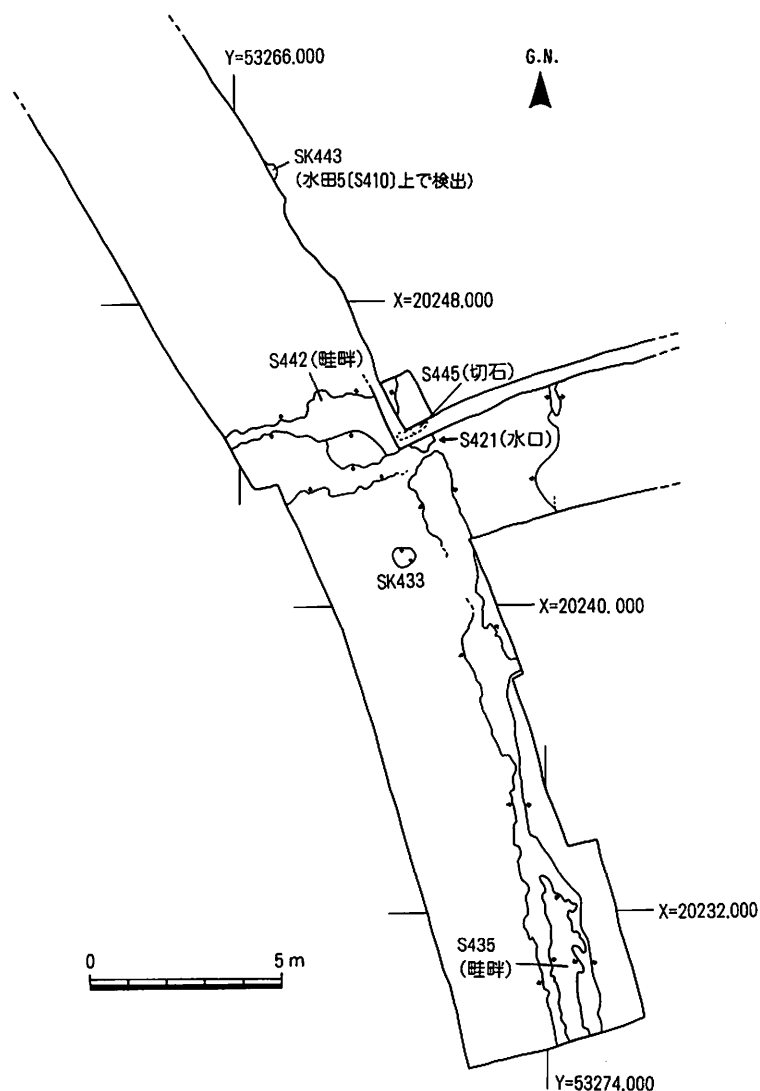 Y=53266.000
G.N.
SK443
(水田5〔S410〕上で検出)
X=20248.000
S442(畦畔)
S445(切石)
S421(水口)
SK433
X=20240.000
X=20232.000
S435
(畦畔)
0 5m
Y=53274.000